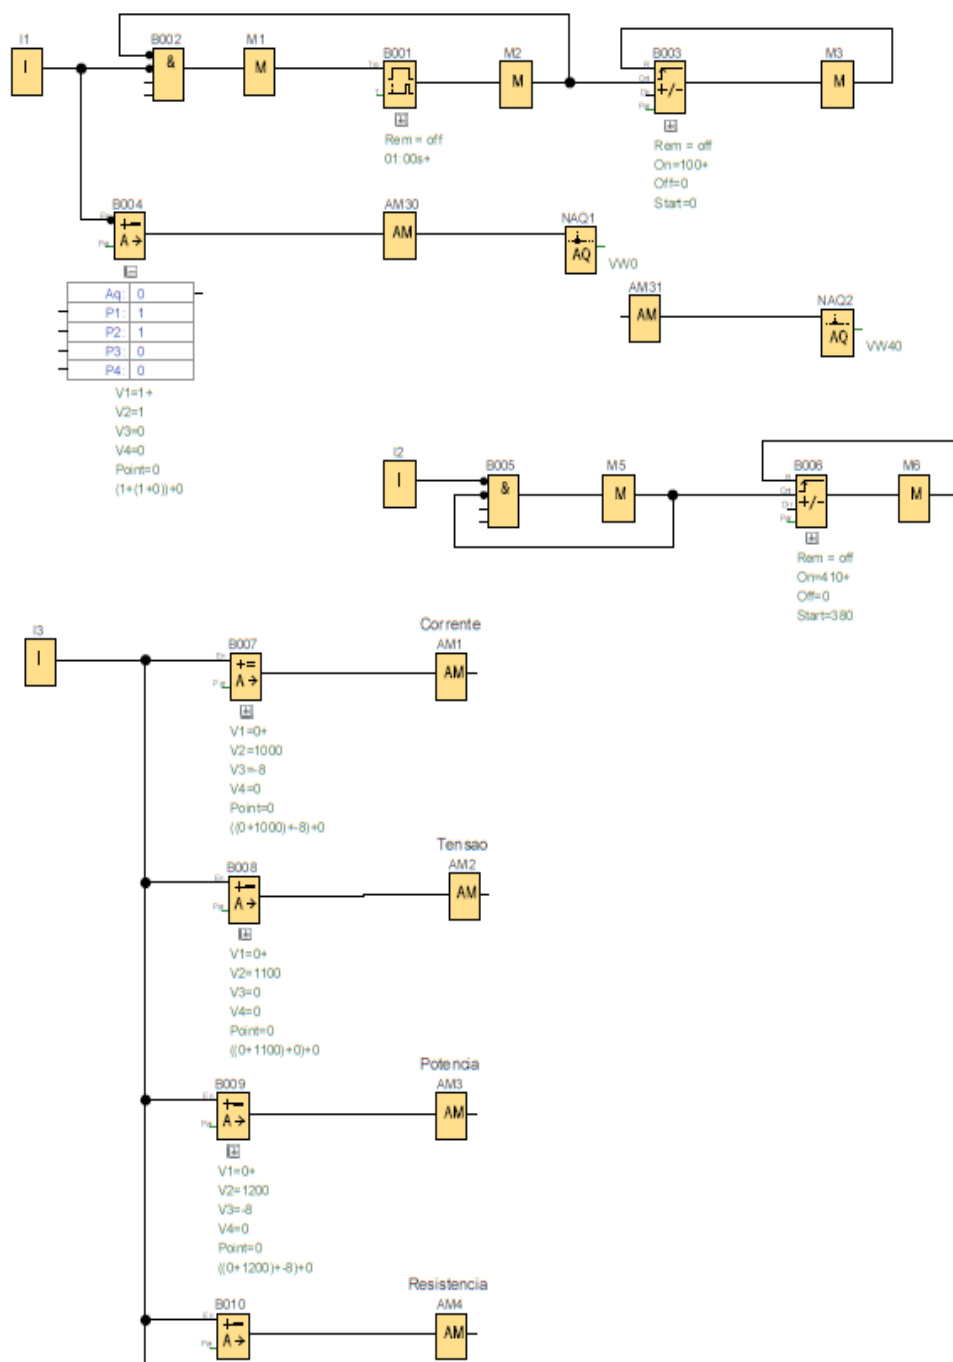 I1
B002
M1
B001
M2
B003
M3
I
&
M
M
+/-
M
Rem = off
01:00s+
Rem = off
On=100+
Off=0
Start=0
B004
AM30
NAQ1
+−
A→
AM
AQ
VW0
AM31
NAQ2
AM
AQ
VW40
Aq: 0
P1: 1
P2: 1
P3: 0
P4: 0
V1=1+
V2=1
V3=0
V4=0
Point=0
(1+(1+0))+0
I2
B005
M5
B006
M6
I
&
M
+/-
M
Rem = off
On=410+
Off=0
Start=380
Corrente
I3
B007
AM1
I
+=
A→
AM
V1=0+
V2=1000
V3=-8
V4=0
Point=0
((0+1000)+-8)+0
Tensao
B008
AM2
+−
A→
AM
V1=0+
V2=1100
V3=0
V4=0
Point=0
((0+1100)+0)+0
Potencia
B009
AM3
+−
A→
AM
V1=0+
V2=1200
V3=-8
V4=0
Point=0
((0+1200)+-8)+0
Resistencia
B010
AM4
+−
A→
AM